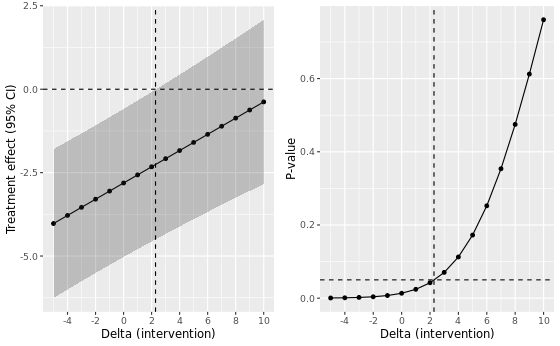 2.5
0.0
-2.5
-5.0
Treatment effect (95% CI)
-4 -2 0 2 4 6 8 10
Delta (intervention)
0.6
0.4
0.2
0.0
P-value
-4 -2 0 2 4 6 8 10
Delta (intervention)